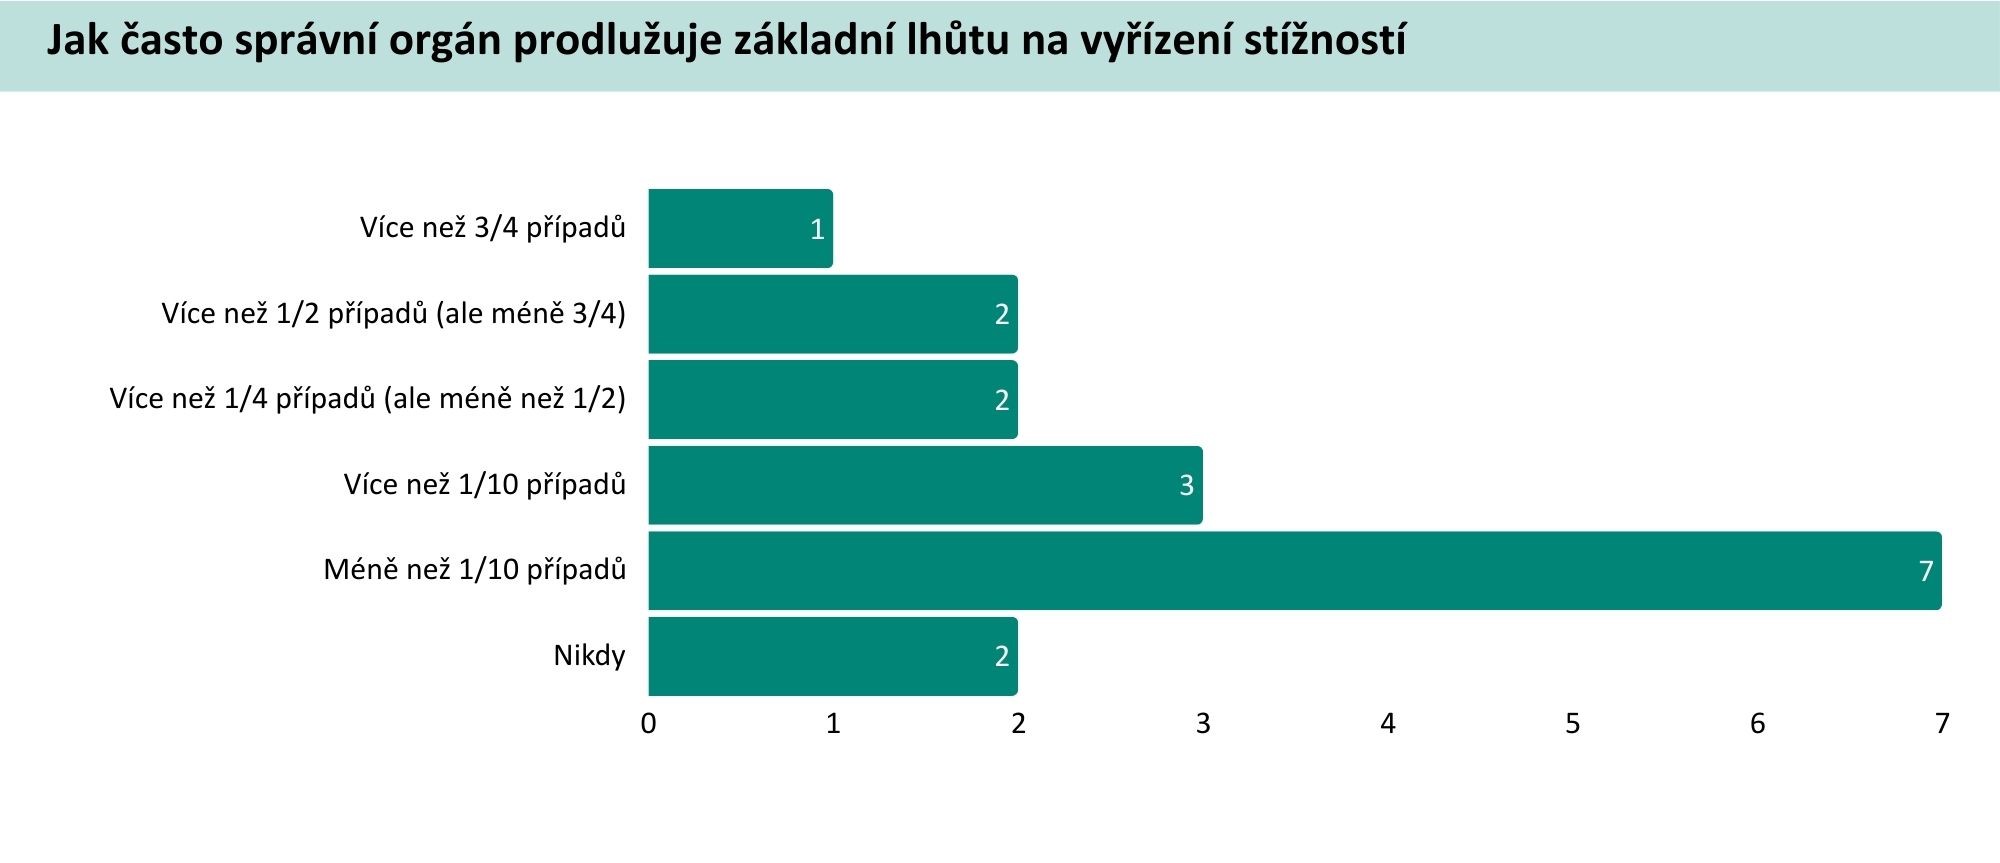 Jak často správní orgán prodlužuje základní lhůtu na vyřízení stížností
Více než 3/4 případů
1
Více než 1/2 případů (ale méně 3/4)
2
Více než 1/4 případů (ale méně než 1/2)
2
Více než 1/10 případů
3
Méně než 1/10 případů
7
Nikdy
2
0 1 2 3 4 5 6 7